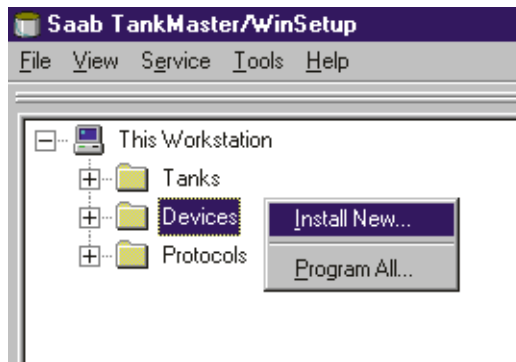 Saab TankMaster/WinSetup
File View Service Tools Help
This Workstation
Tanks
Devices
Install New...
Protocols
Program All...